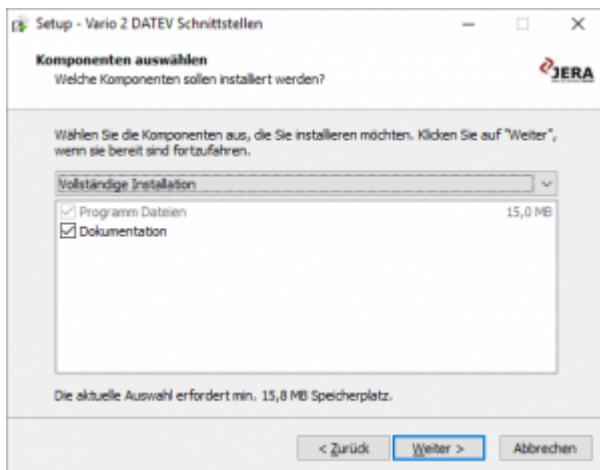 Setup - Vario 2 DATEV Schnittstellen
Komponenten auswählen
Welche Komponenten sollen installiert werden?
JERA
Wählen Sie die Komponenten aus, die Sie installieren möchten. Klicken Sie auf "Weiter",
wenn sie bereit sind fortzufahren.
Vollständige Installation
Programm Dateien 15,0 MB
Dokumentation
Die aktuelle Auswahl erfordert min. 15,8 MB Speicherplatz.
< Zurück Weiter > Abbrechen